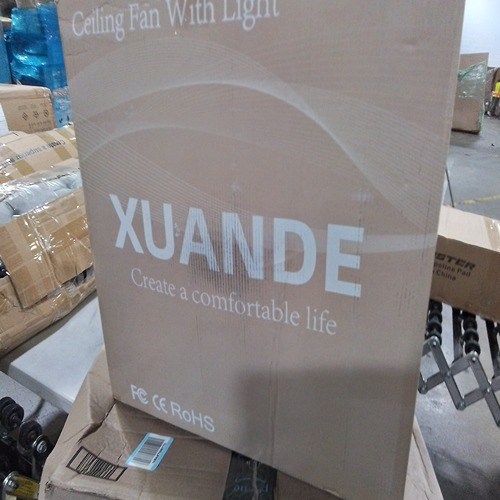 Ceiling Fan With Light
XUANDE
Create a comfortable life
FC CE RoHS